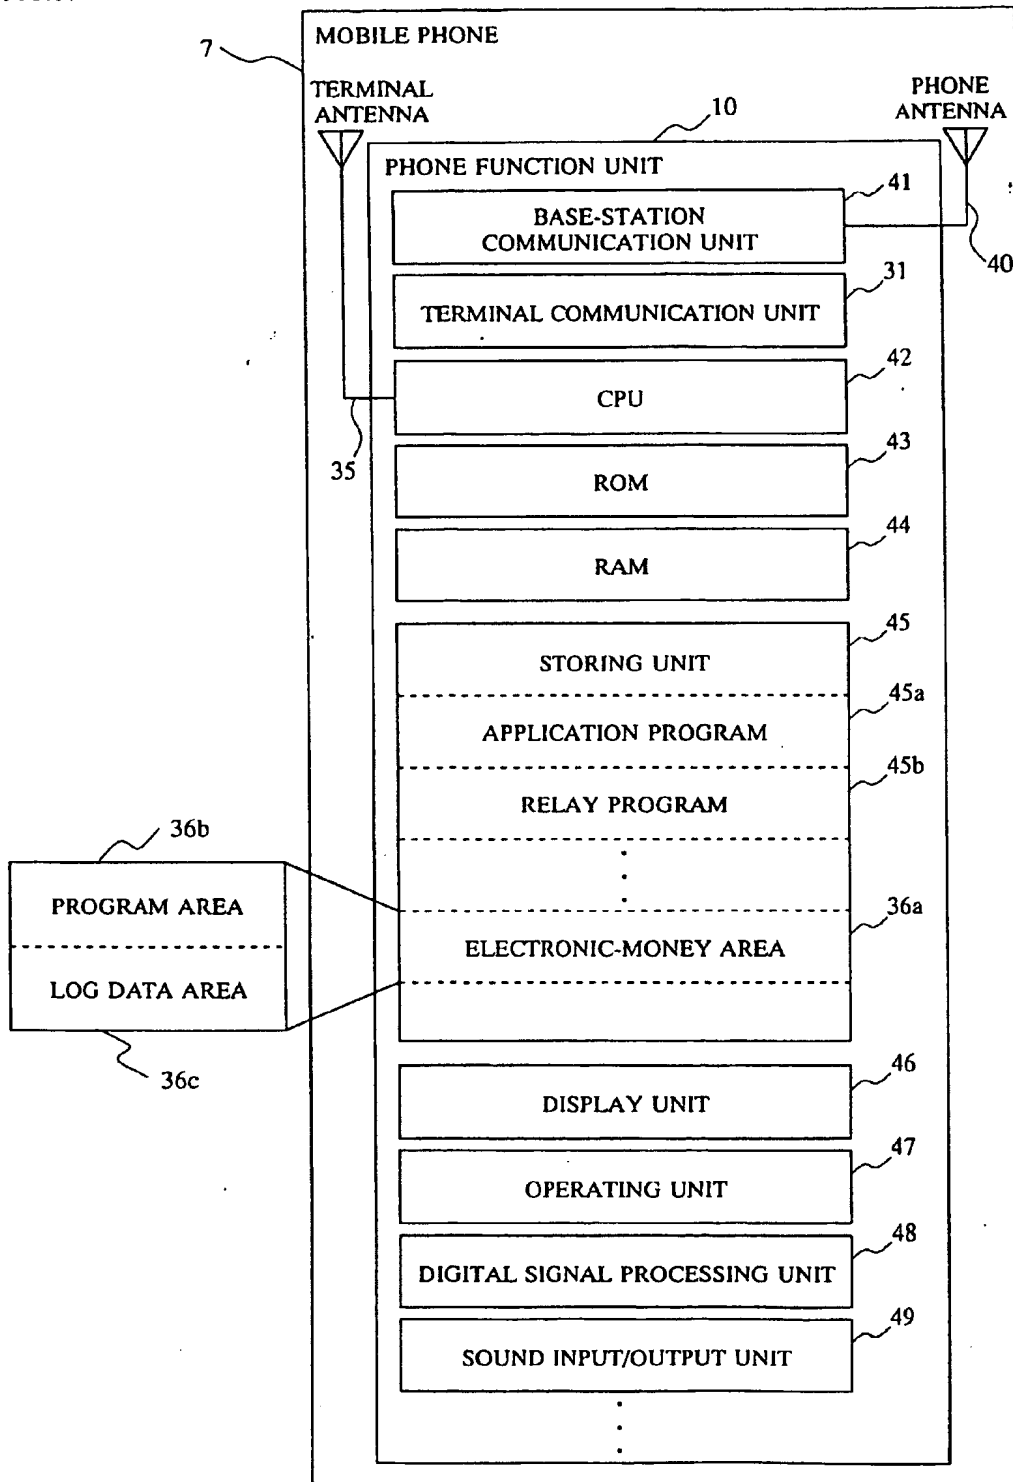 MOBILE PHONE
7
TERMINAL
ANTENNA
PHONE
ANTENNA
10
PHONE FUNCTION UNIT
41
BASE-STATION
COMMUNICATION UNIT
40
31
TERMINAL COMMUNICATION UNIT
42
CPU
35
43
ROM
44
RAM
45
STORING UNIT
45a
APPLICATION PROGRAM
45b
RELAY PROGRAM
36b
PROGRAM AREA
36a
ELECTRONIC-MONEY AREA
LOG DATA AREA
36c
46
DISPLAY UNIT
47
OPERATING UNIT
48
DIGITAL SIGNAL PROCESSING UNIT
49
SOUND INPUT/OUTPUT UNIT